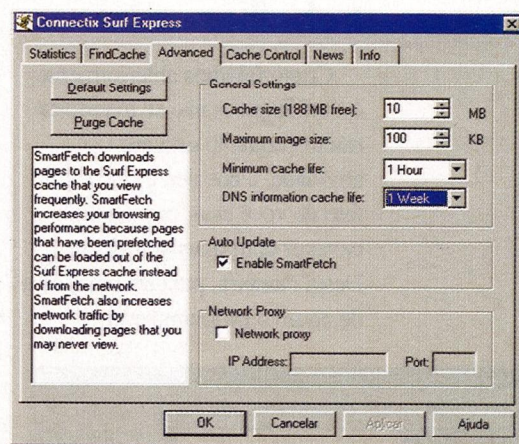 Connectix Surf Express
Statistics FindCache Advanced Cache Control News Info
Default Settings
Purge Cache
SmartFetch downloads
pages to the Surf Express
cache that you view
frequently. SmartFetch
increases your browsing
performance because pages
that have been prefetched
can be loaded out of the
Surf Express cache instead
of from the network.
SmartFetch also increases
network traffic by
downloading pages that you
may never view.
General Settings
Cache size (188 MB free): 10 MB
Maximum image size: 100 KB
Minimum cache life: 1 Hour
DNS information cache life: 1 Week
Auto Update
Enable SmartFetch
Network Proxy
Network proxy
IP Address: Port:
OK Cancelar Aplicar Ajuda